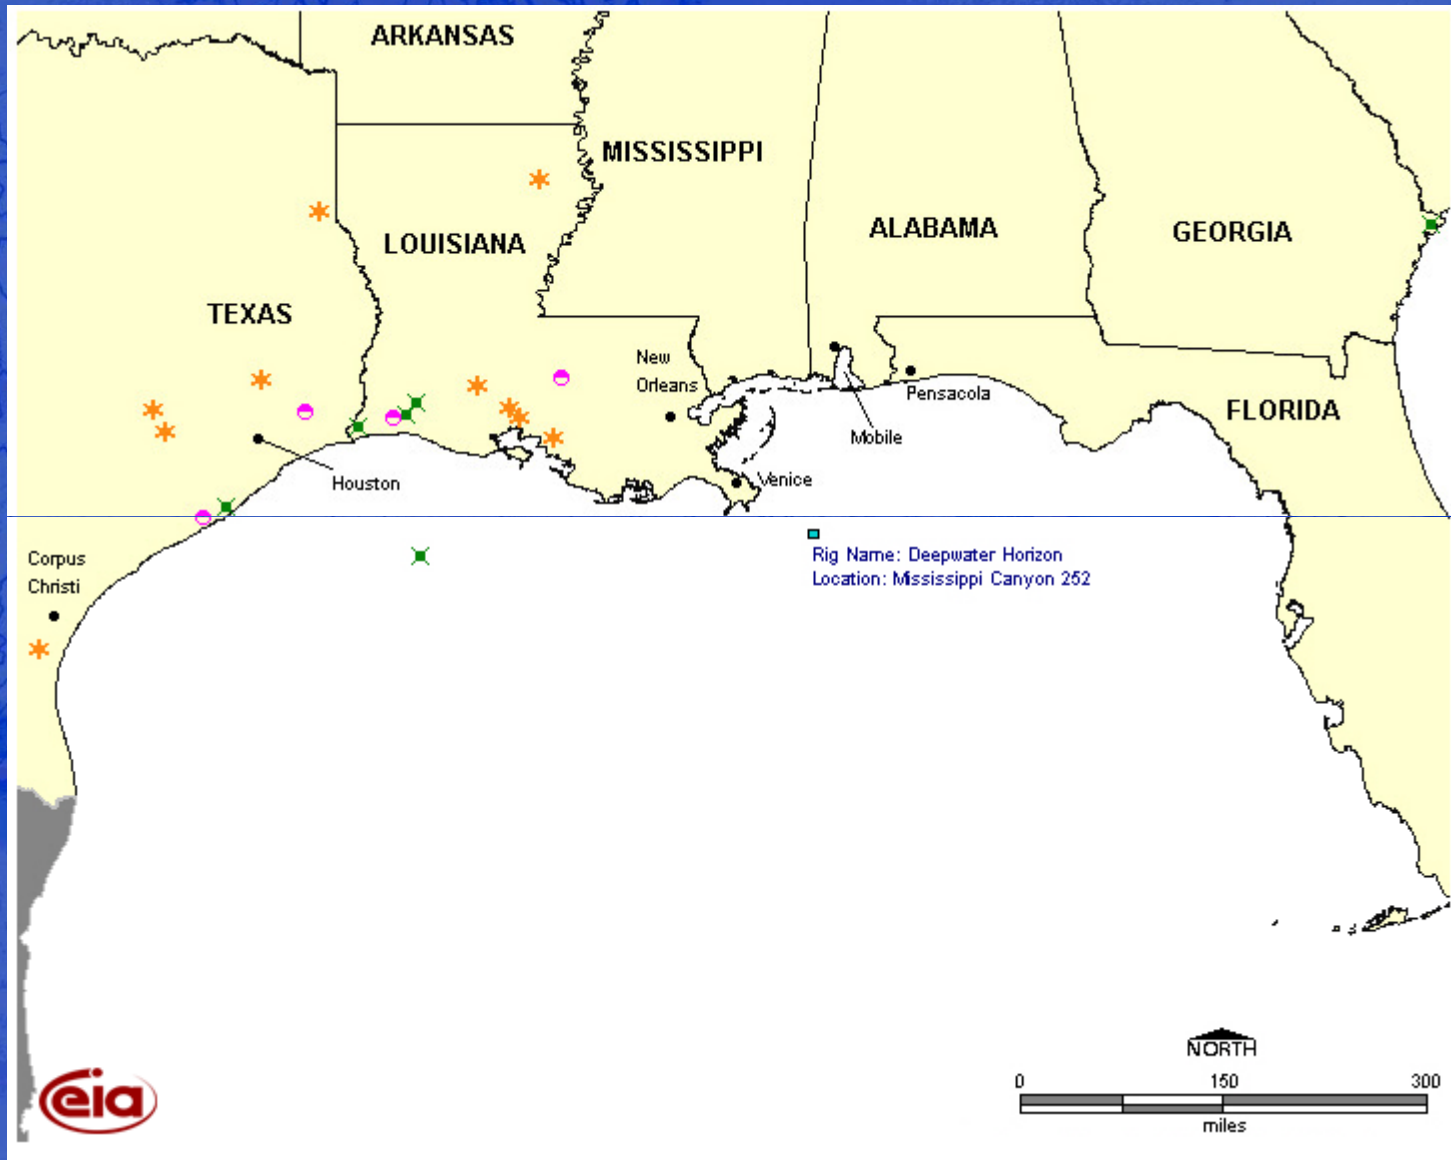 ARKANSAS
MISSISSIPPI
ALABAMA
GEORGIA
LOUISIANA
TEXAS
New
Orleans
Pensacola
FLORIDA
Mobile
Houston
Venice
Corpus
Christi
Rig Name: Deepwater Horizon
Location: Mississippi Canyon 252
NORTH
0 150 300
miles
eia